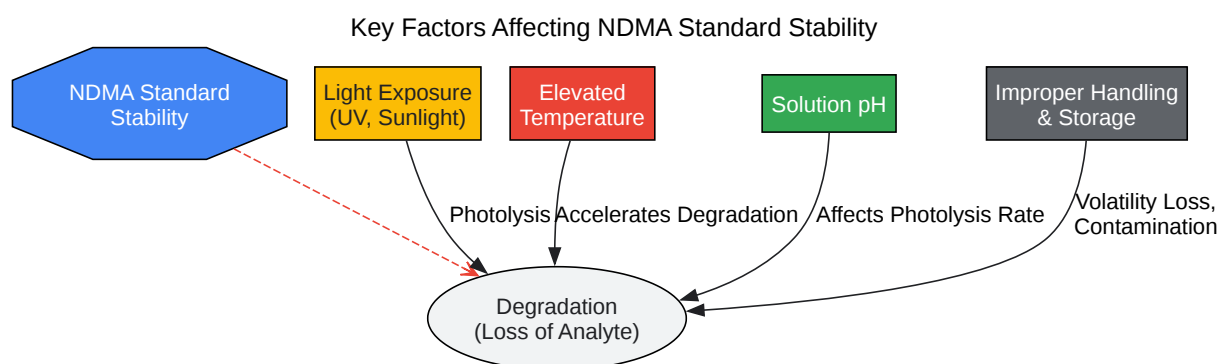 Key Factors Affecting NDMA Standard Stability
NDMA Standard
Stability
Light Exposure
(UV, Sunlight)
Elevated
Temperature
Solution pH
Improper Handling
& Storage
Photolysis
Accelerates Degradation
Affects Photolysis Rate
Volatility Loss,
Contamination
Degradation
(Loss of Analyte)